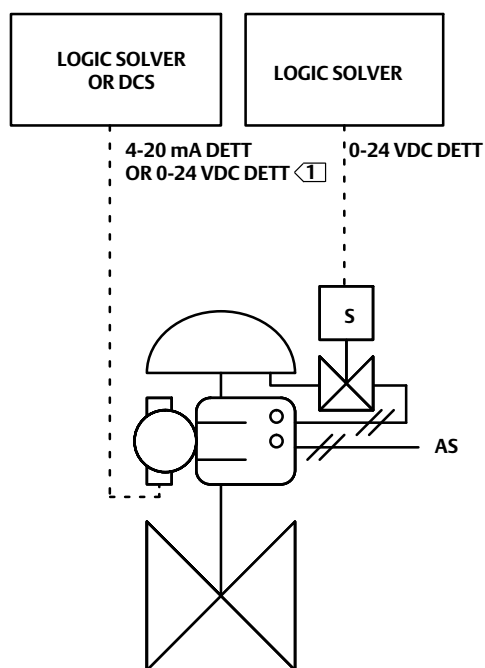 LOGIC SOLVER
OR DCS
LOGIC SOLVER
4-20 mA DETT
OR 0-24 VDC DETT 1
0-24 VDC DETT
S
AS